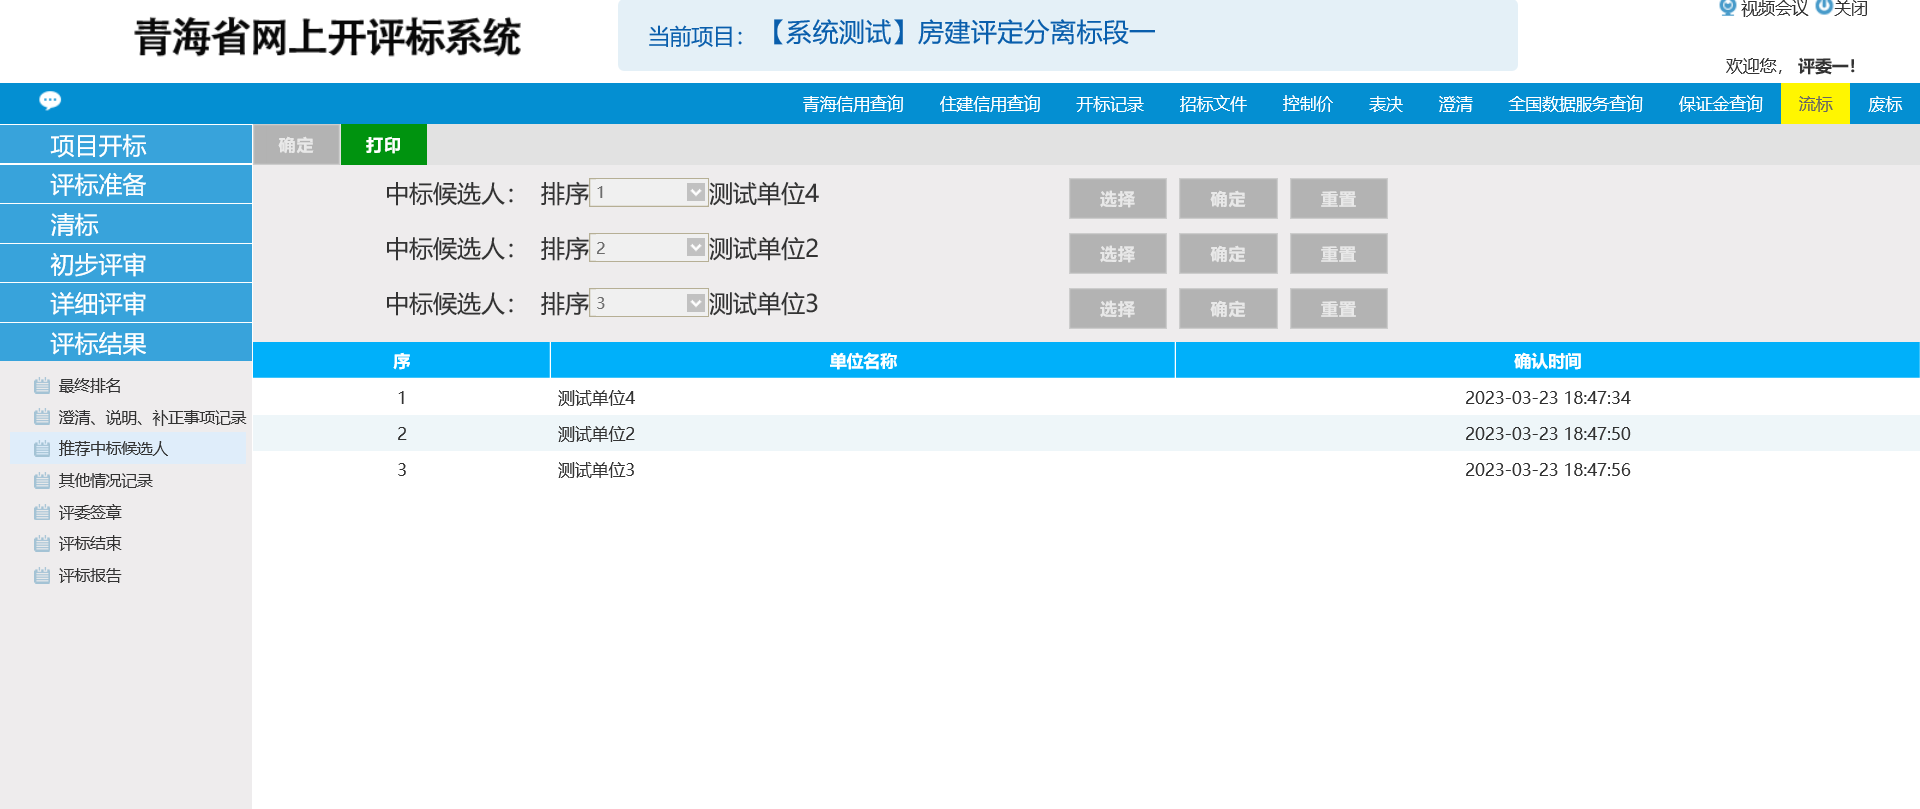 青海省网上开评标系统
当前项目：【系统测试】房建评定分离标段一
视频会议 关闭
欢迎您，评委一！
青海信用查询 住建信用查询 开标记录 招标文件 控制价 表决 澄清 全国数据服务查询 保证金查询 流标 废标
项目开标
评标准备
清标
初步评审
详细评审
评标结果
最终排名
澄清、说明、补正事项记录
推荐中标候选人
其他情况记录
评委签章
评标结束
评标报告
确定 打印
中标候选人： 排序 1 测试单位4 选择 确定 重置
中标候选人： 排序 2 测试单位2 选择 确定 重置
中标候选人： 排序 3 测试单位3 选择 确定 重置
序 单位名称 确认时间
1 测试单位4 2023-03-23 18:47:34
2 测试单位2 2023-03-23 18:47:50
3 测试单位3 2023-03-23 18:47:56